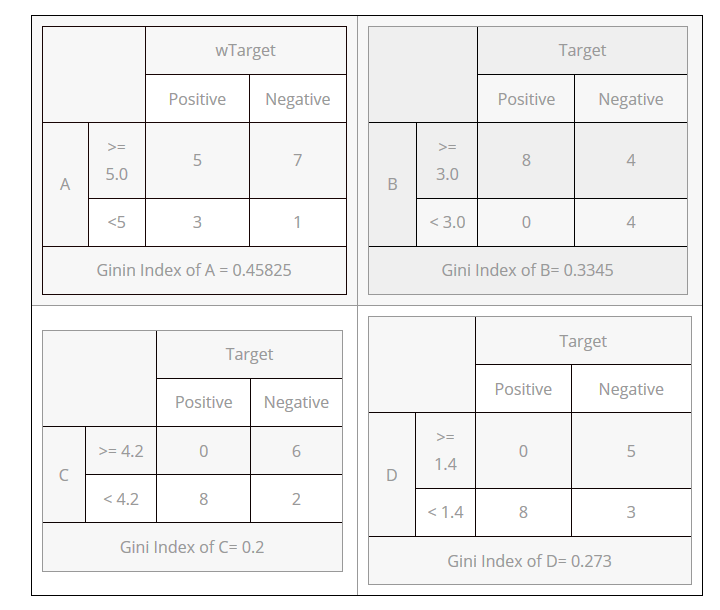 wTarget
Positive Negative
A >= 5.0 5 7
<5 3 1
Ginin Index of A = 0.45825
Target
Positive Negative
B >= 3.0 8 4
< 3.0 0 4
Gini Index of B= 0.3345
Target
Positive Negative
C >= 4.2 0 6
< 4.2 8 2
Gini Index of C= 0.2
Target
Positive Negative
D >= 1.4 0 5
< 1.4 8 3
Gini Index of D= 0.273